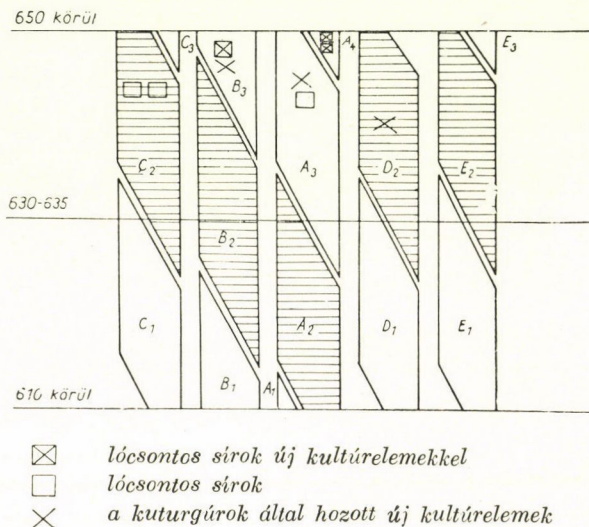 650 körül
C3
A4
E3
B3
C2
A3
D2
E2
630-635
B2
C1
A2
D1
E1
B1
A1
610 körül
lócsontos sírok új kultúrelemekkel
lócsontos sírok
a kuturgúrok által hozott új kultúrelemek